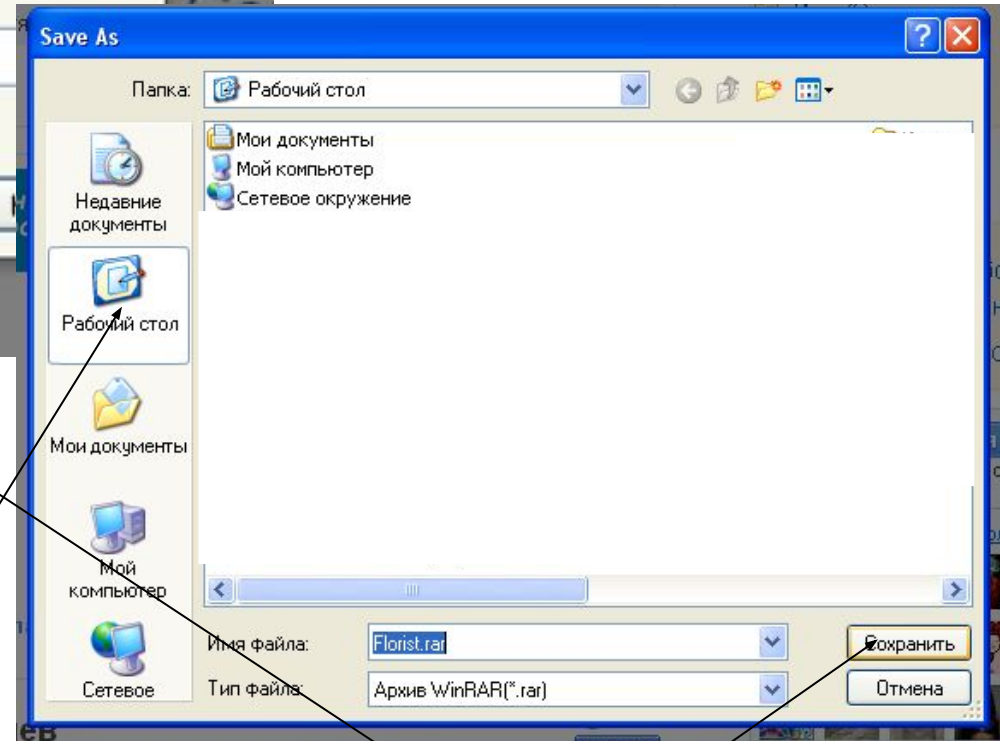 Save As
Папка:
Рабочий стол
Мои документы
Мой компьютер
Сетевое окружение
Недавние
документы
Рабочий стол
Мои документы
Мой
компьютер
Сетевое
Имя файла:
Florist.rar
Сохранить
Тип файла:
Архив WinRAR(*.rar)
Отмена